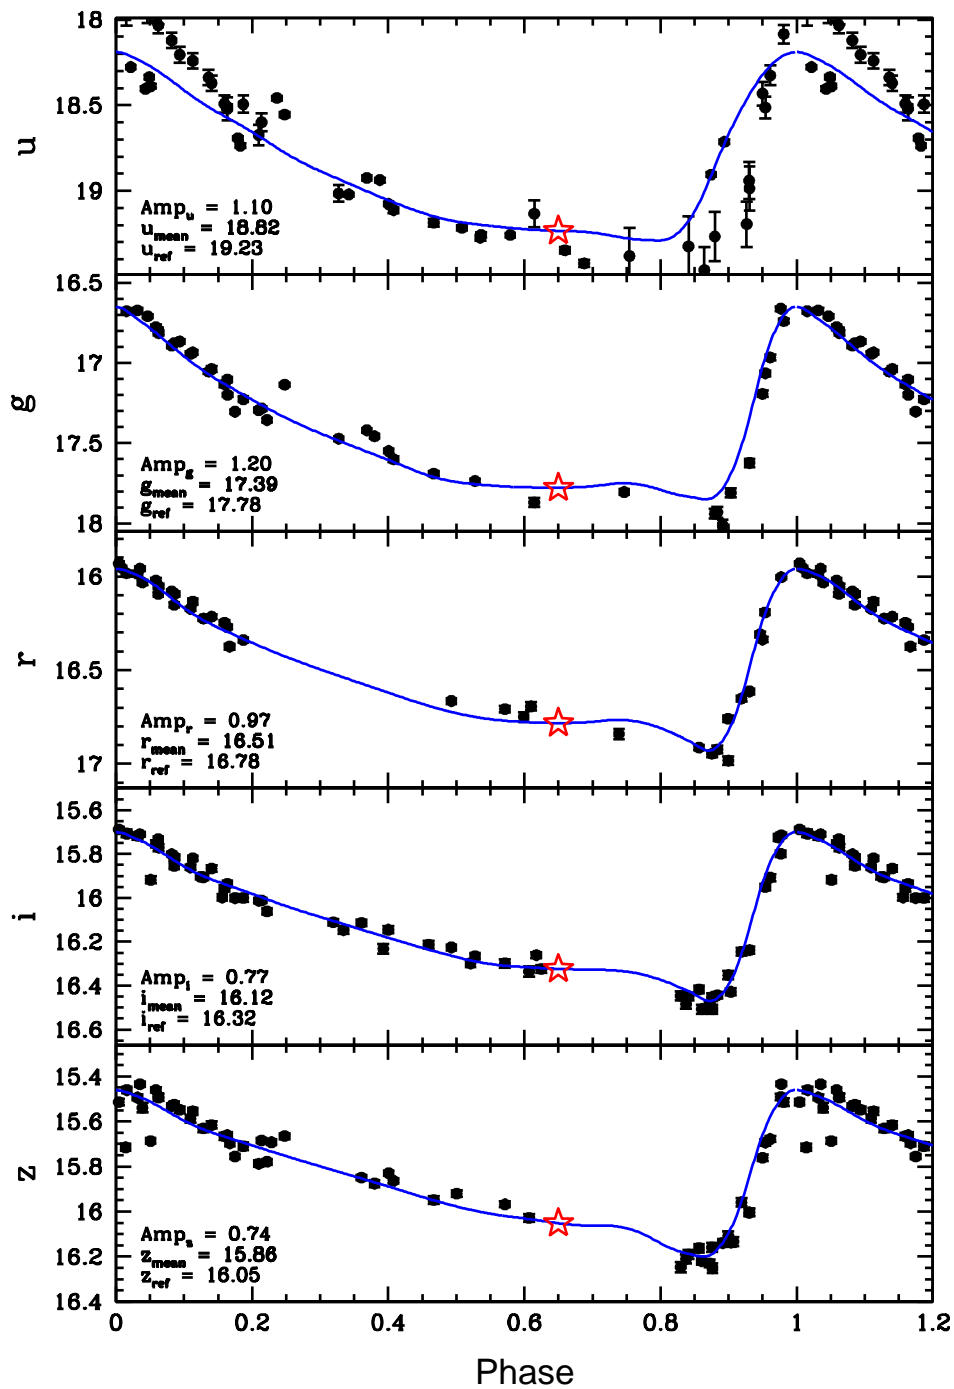 18
18.5
19
u
Amp_u = 1.10
u_mean = 18.82
u_ref = 19.23
16.5
17
17.5
18
g
Amp_g = 1.20
g_mean = 17.39
g_ref = 17.78
16
16.5
17
r
Amp_r = 0.97
r_mean = 16.51
r_ref = 16.78
15.6
15.8
16
16.2
16.4
16.6
i
Amp_i = 0.77
i_mean = 16.12
i_ref = 16.32
15.4
15.6
15.8
16
16.2
16.4
z
Amp_z = 0.74
z_mean = 15.86
z_ref = 16.05
0 0.2 0.4 0.6 0.8 1 1.2
Phase